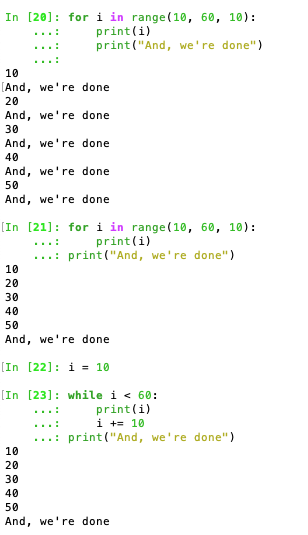 In [20]: for i in range(10, 60, 10):
    ...:     print(i)
    ...:     print("And, we're done")
    ...:
10
And, we're done
20
And, we're done
30
And, we're done
40
And, we're done
50
And, we're done
In [21]: for i in range(10, 60, 10):
    ...:     print(i)
    ...: print("And, we're done")
10
20
30
40
50
And, we're done
In [22]: i = 10
In [23]: while i < 60:
    ...:     print(i)
    ...:     i += 10
    ...: print("And, we're done")
10
20
30
40
50
And, we're done